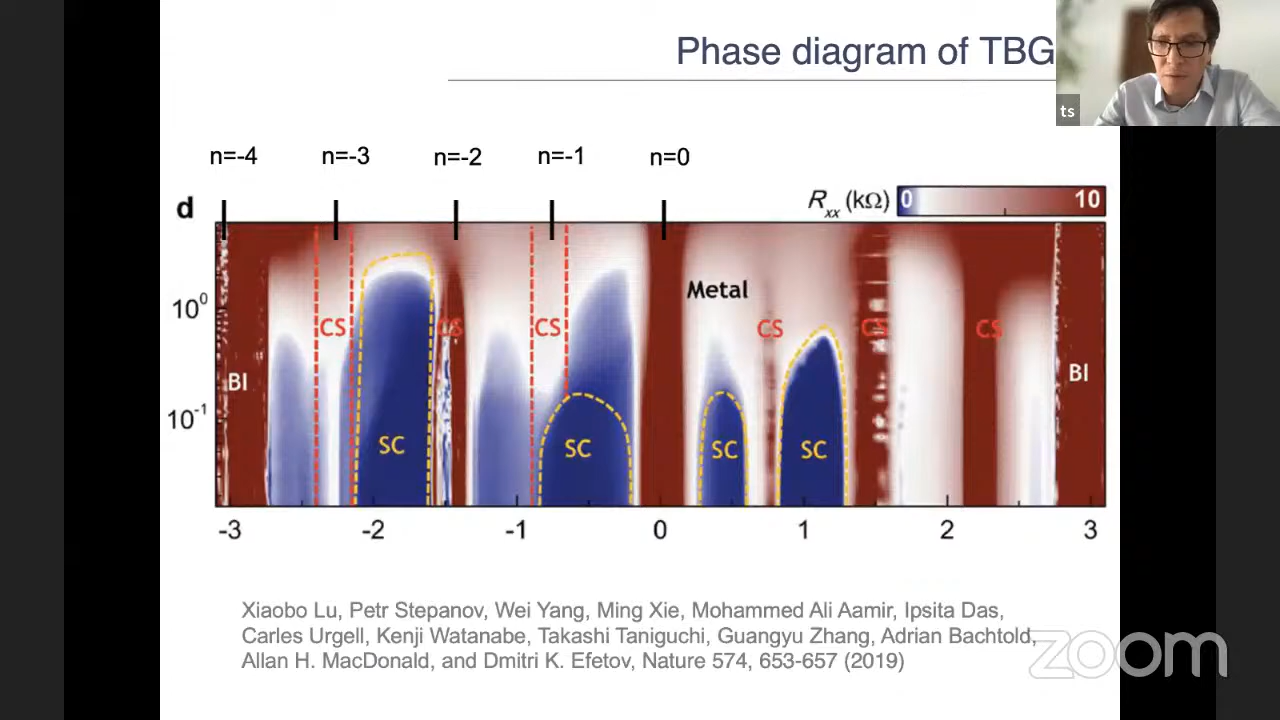 Phase diagram of TBG
ts
n=-4 n=-3 n=-2 n=-1 n=0
d
Rxx (kΩ) 0 10
10⁰
10⁻¹
Metal
CS CS CS CS CS CS
BI BI
SC SC SC SC
-3 -2 -1 0 1 2 3
Xiaobo Lu, Petr Stepanov, Wei Yang, Ming Xie, Mohammed Ali Aamir, Ipsita Das,
Carles Urgell, Kenji Watanabe, Takashi Taniguchi, Guangyu Zhang, Adrian Bachtold,
Allan H. MacDonald, and Dmitri K. Efetov, Nature 574, 653-657 (2019)
zoom